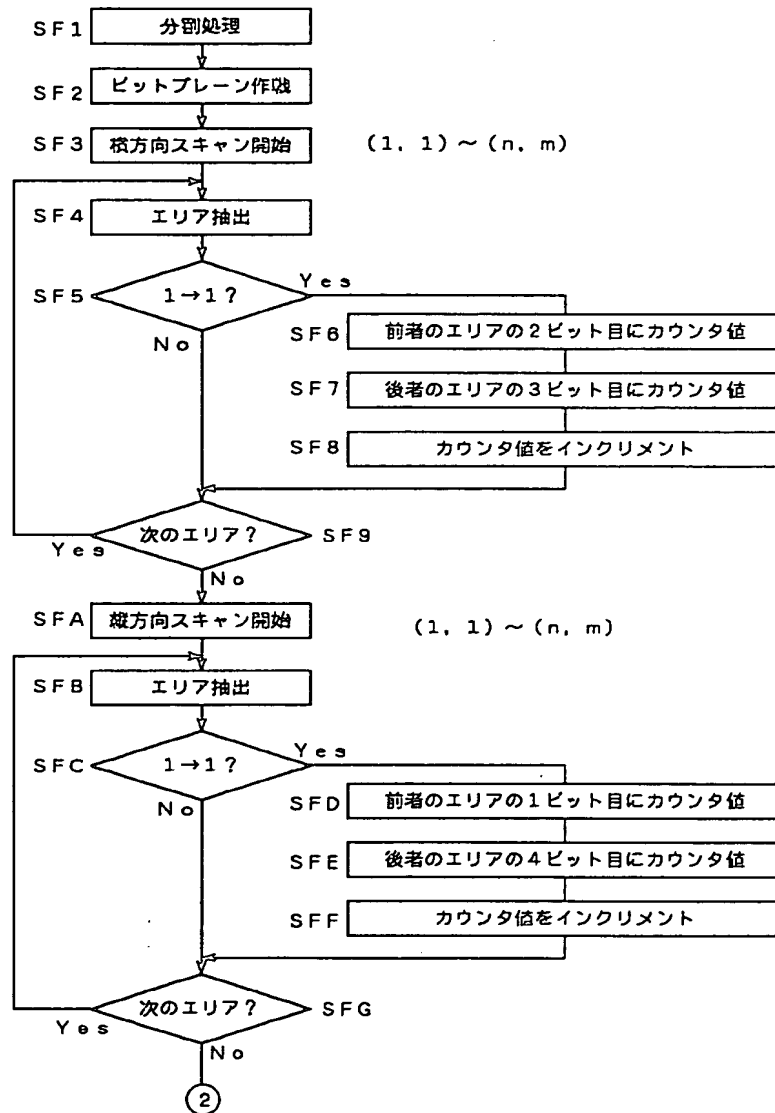 SF1 分割処理
SF2 ビットプレーン作成
SF3 横方向スキャン開始 (1, 1)～(n, m)
SF4 エリア抽出
SF5 1→1? Yes
No
SF6 前者のエリアの2ビット目にカウンタ値
SF7 後者のエリアの3ビット目にカウンタ値
SF8 カウンタ値をインクリメント
次のエリア? SF9
Yes
No
SFA 縦方向スキャン開始 (1, 1)～(n, m)
SFB エリア抽出
SFC 1→1? Yes
No
SFD 前者のエリアの1ビット目にカウンタ値
SFE 後者のエリアの4ビット目にカウンタ値
SFF カウンタ値をインクリメント
次のエリア? SFG
Yes
No
2